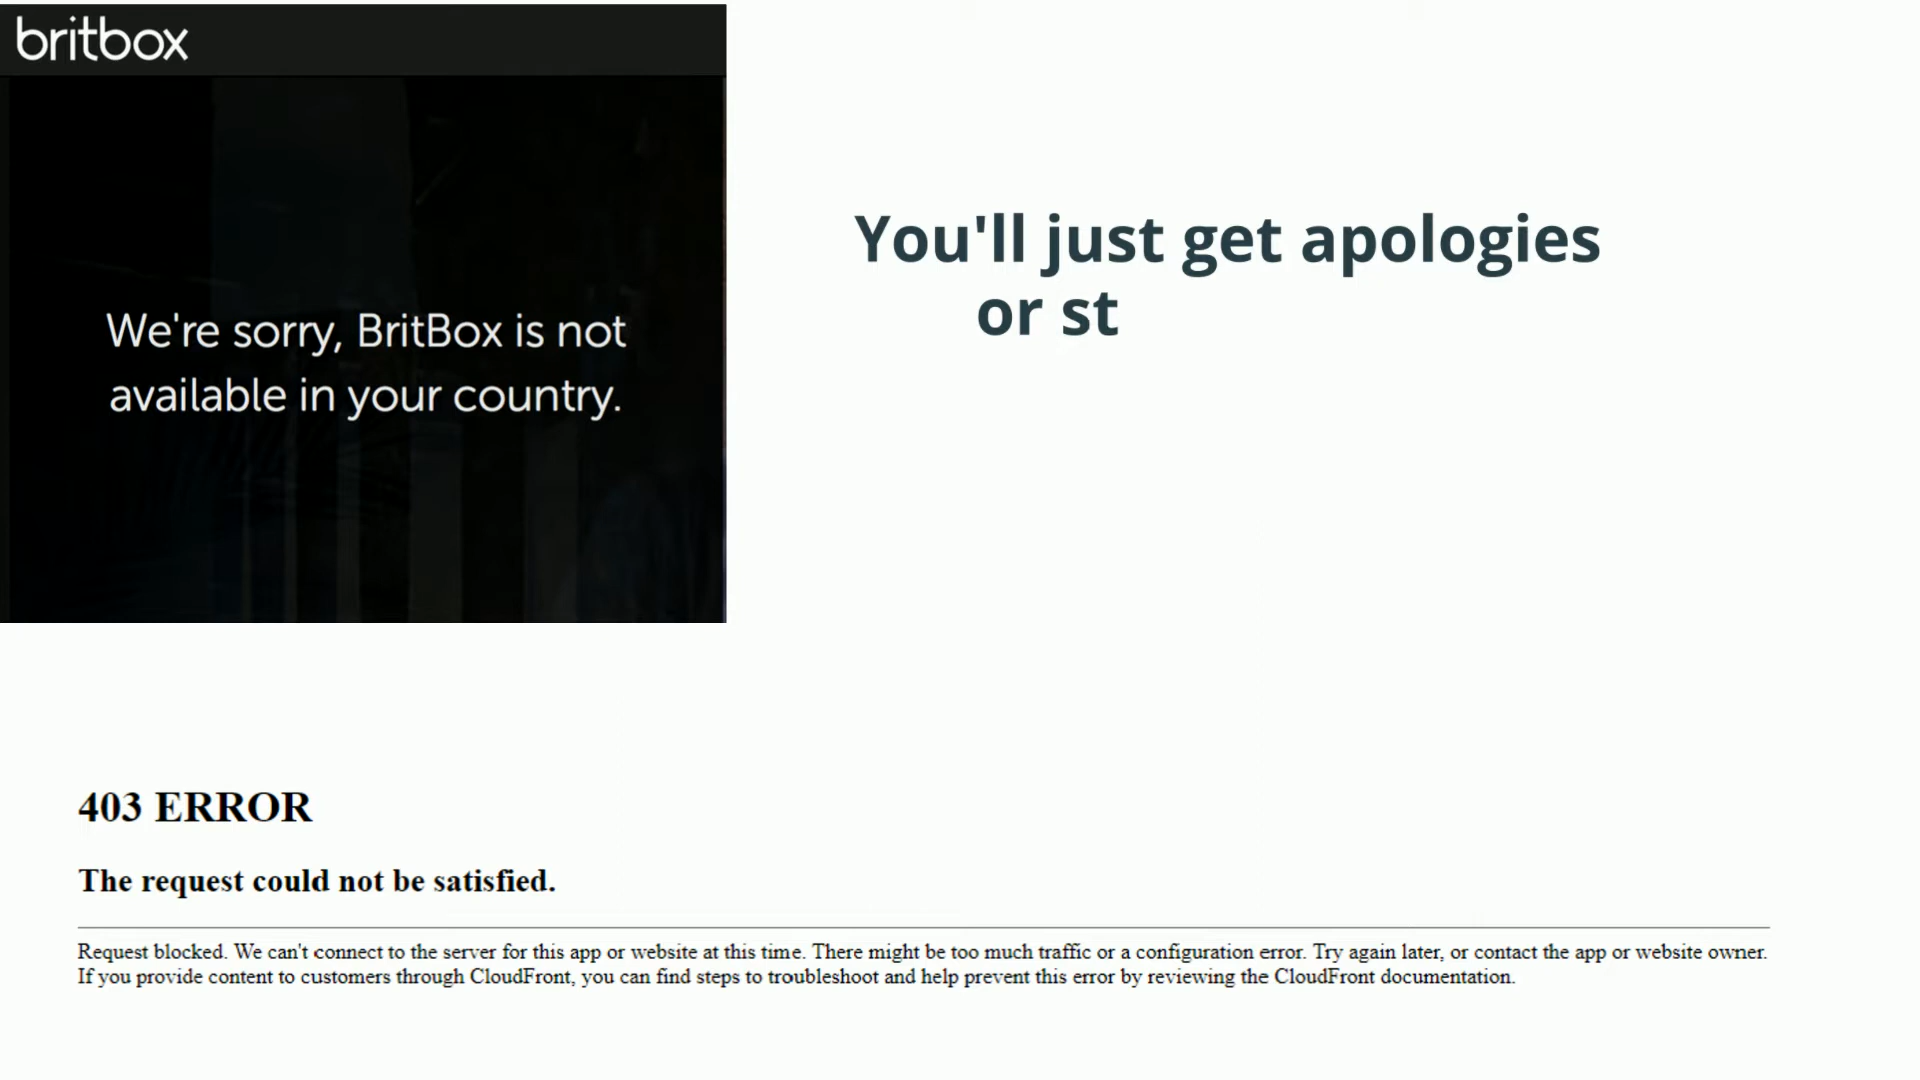 britbox
We're sorry, BritBox is not
available in your country.
You'll just get apologies
or st
403 ERROR
The request could not be satisfied.
Request blocked. We can't connect to the server for this app or website at this time. There might be too much traffic or a configuration error. Try again later, or contact the app or website owner.
If you provide content to customers through CloudFront, you can find steps to troubleshoot and help prevent this error by reviewing the CloudFront documentation.